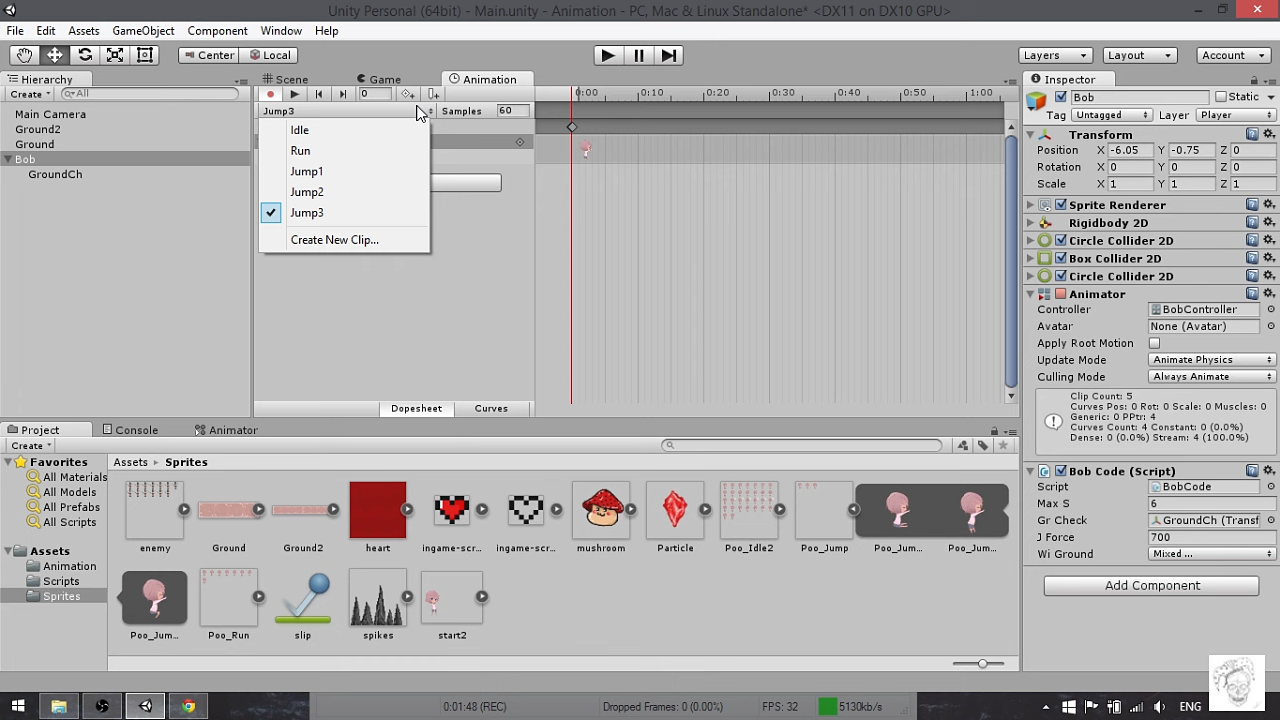 Unity Personal (64bit) - Main.unity - Animation - PC, Mac & Linux Standalone* <DX11 on DX10 GPU>
File Edit Assets GameObject Component Window Help
Center Local Layers Layout Account
Hierarchy Scene Game Animation Inspector
Create All 0 0:00 0:10 0:20 0:30 0:40 0:50 1:00 Bob Static
Jump3 Samples 60
Tag Untagged Layer Player
Main Camera
Ground2
Ground
Bob
GroundCh
Idle
Run
Jump1
Jump2
Jump3
Create New Clip...
Dopesheet Curves
Transform
Position X -6.05 Y -0.75 Z 0
Rotation X 0 Y 0 Z 0
Scale X 1 Y 1 Z 1
Sprite Renderer
Rigidbody 2D
Circle Collider 2D
Box Collider 2D
Circle Collider 2D
Animator
Controller BobController
Avatar None (Avatar)
Apply Root Motion
Update Mode Animate Physics
Culling Mode Always Animate
Clip Count: 5
Curves Pos: 0 Rot: 0 Scale: 0 Muscles: 0
Generic: 0 PPtr: 4
Curves Count: 4 Constant: 0 (0.0%)
Dense: 0 (0.0%) Stream: 4 (100.0%)
Bob Code (Script)
Script BobCode
Max S 6
Gr Check GroundCh (Transf
J Force 700
Wi Ground Mixed ...
Add Component
Project Console Animator
Create
Favorites
All Materials
All Models
All Prefabs
All Scripts
Assets
Animation
Scripts
Sprites
Assets Sprites
enemy Ground Ground2 heart ingame-scr... ingame-scr... mushroom Particle Poo_Idle2 Poo_Jump Poo_Jum... Poo_Jum...
Poo_Jum... Poo_Run slip spikes start2
0:01:48 (REC) Dropped Frames: 0 (0.00%) FPS: 32 5130kb/s ENG